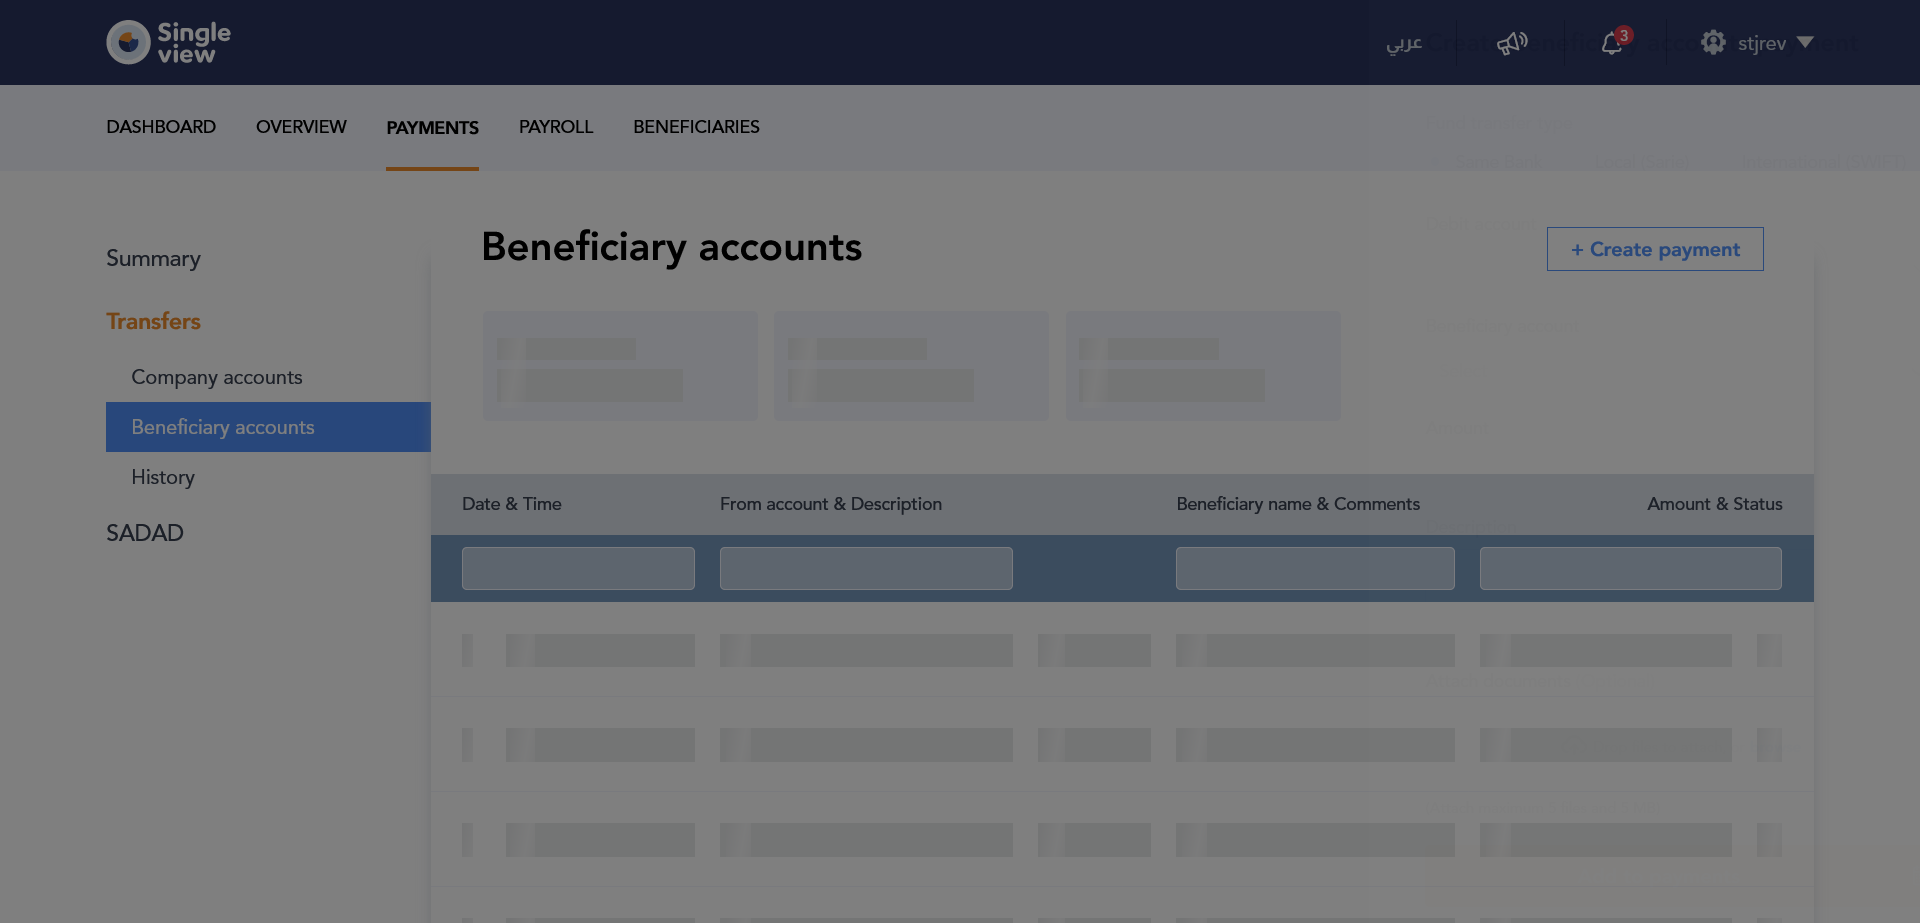 Single
view
عربي
3
stjrev
DASHBOARD
OVERVIEW
PAYMENTS
PAYROLL
BENEFICIARIES
Summary
Transfers
Company accounts
Beneficiary accounts
History
SADAD
Beneficiary accounts
+ Create payment
Date & Time
From account & Description
Beneficiary name & Comments
Amount & Status